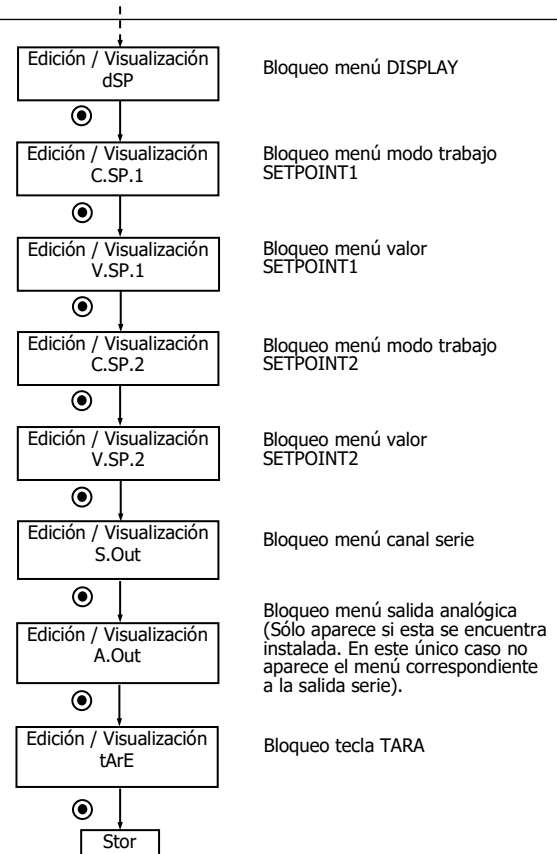 Edición / Visualización
dSP
Bloqueo menú DISPLAY
Edición / Visualización
C.SP.1
Bloqueo menú modo trabajo
SETPOINT1
Edición / Visualización
V.SP.1
Bloqueo menú valor
SETPOINT1
Edición / Visualización
C.SP.2
Bloqueo menú modo trabajo
SETPOINT2
Edición / Visualización
V.SP.2
Bloqueo menú valor
SETPOINT2
Edición / Visualización
S.Out
Bloqueo menú canal serie
Edición / Visualización
A.Out
Bloqueo menú salida analógica
(Sólo aparece si esta se encuentra
instalada. En este único caso no
aparece el menú correspondiente
a la salida serie).
Edición / Visualización
tArE
Bloqueo tecla TARA
Stor